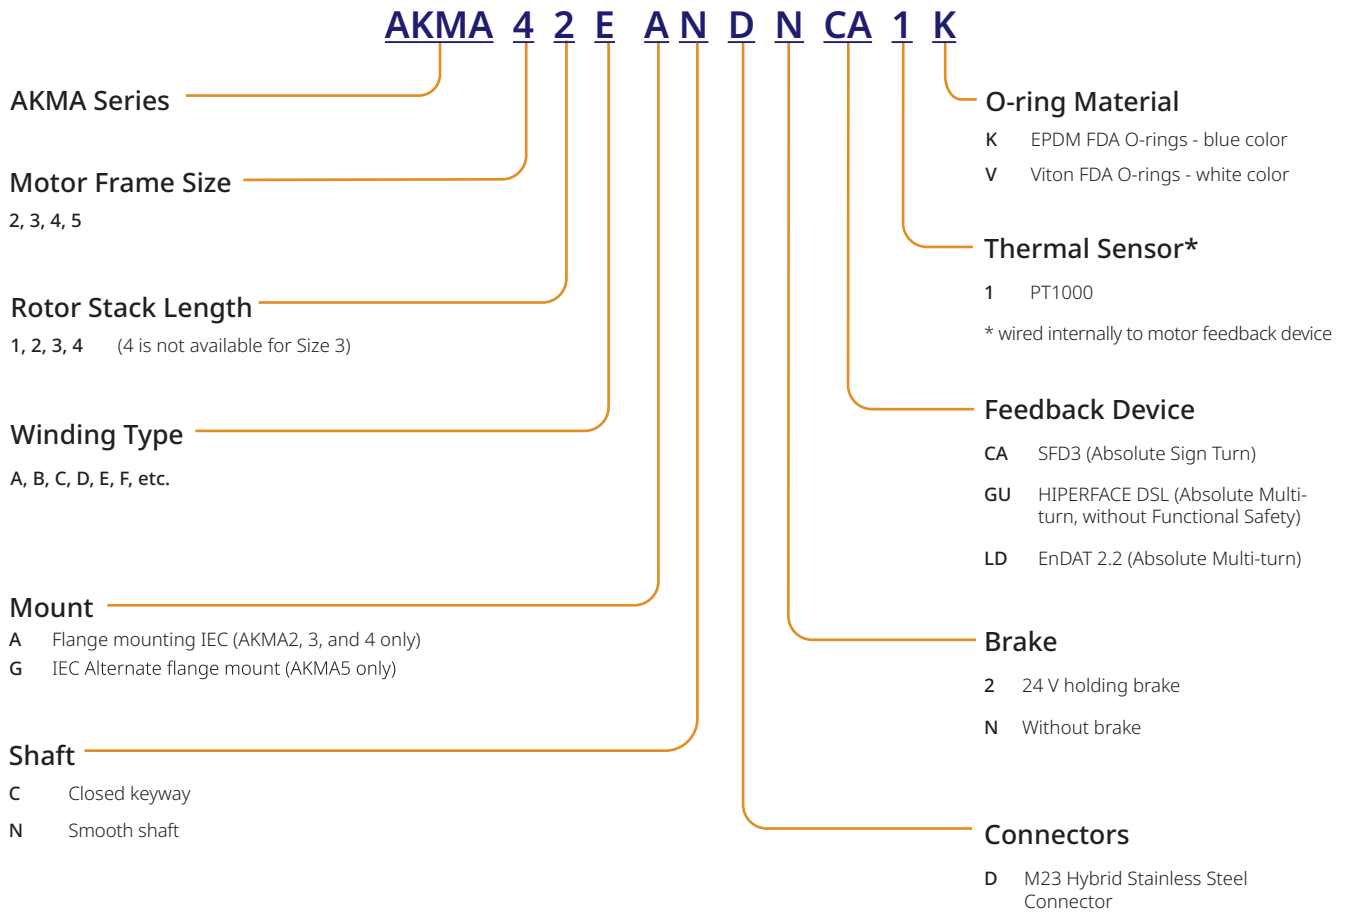 AKMA 4 2 E A N D N CA 1 K
AKMA Series
Motor Frame Size
2, 3, 4, 5
Rotor Stack Length
1, 2, 3, 4 (4 is not available for Size 3)
Winding Type
A, B, C, D, E, F, etc.
Mount
A Flange mounting IEC (AKMA2, 3, and 4 only)
G IEC Alternate flange mount (AKMA5 only)
Shaft
C Closed keyway
N Smooth shaft
O-ring Material
K EPDM FDA O-rings - blue color
V Viton FDA O-rings - white color
Thermal Sensor*
1 PT1000
* wired internally to motor feedback device
Feedback Device
CA SFD3 (Absolute Sign Turn)
GU HIPERFACE DSL (Absolute Multi-
turn, without Functional Safety)
LD EnDAT 2.2 (Absolute Multi-turn)
Brake
2 24 V holding brake
N Without brake
Connectors
D M23 Hybrid Stainless Steel
Connector